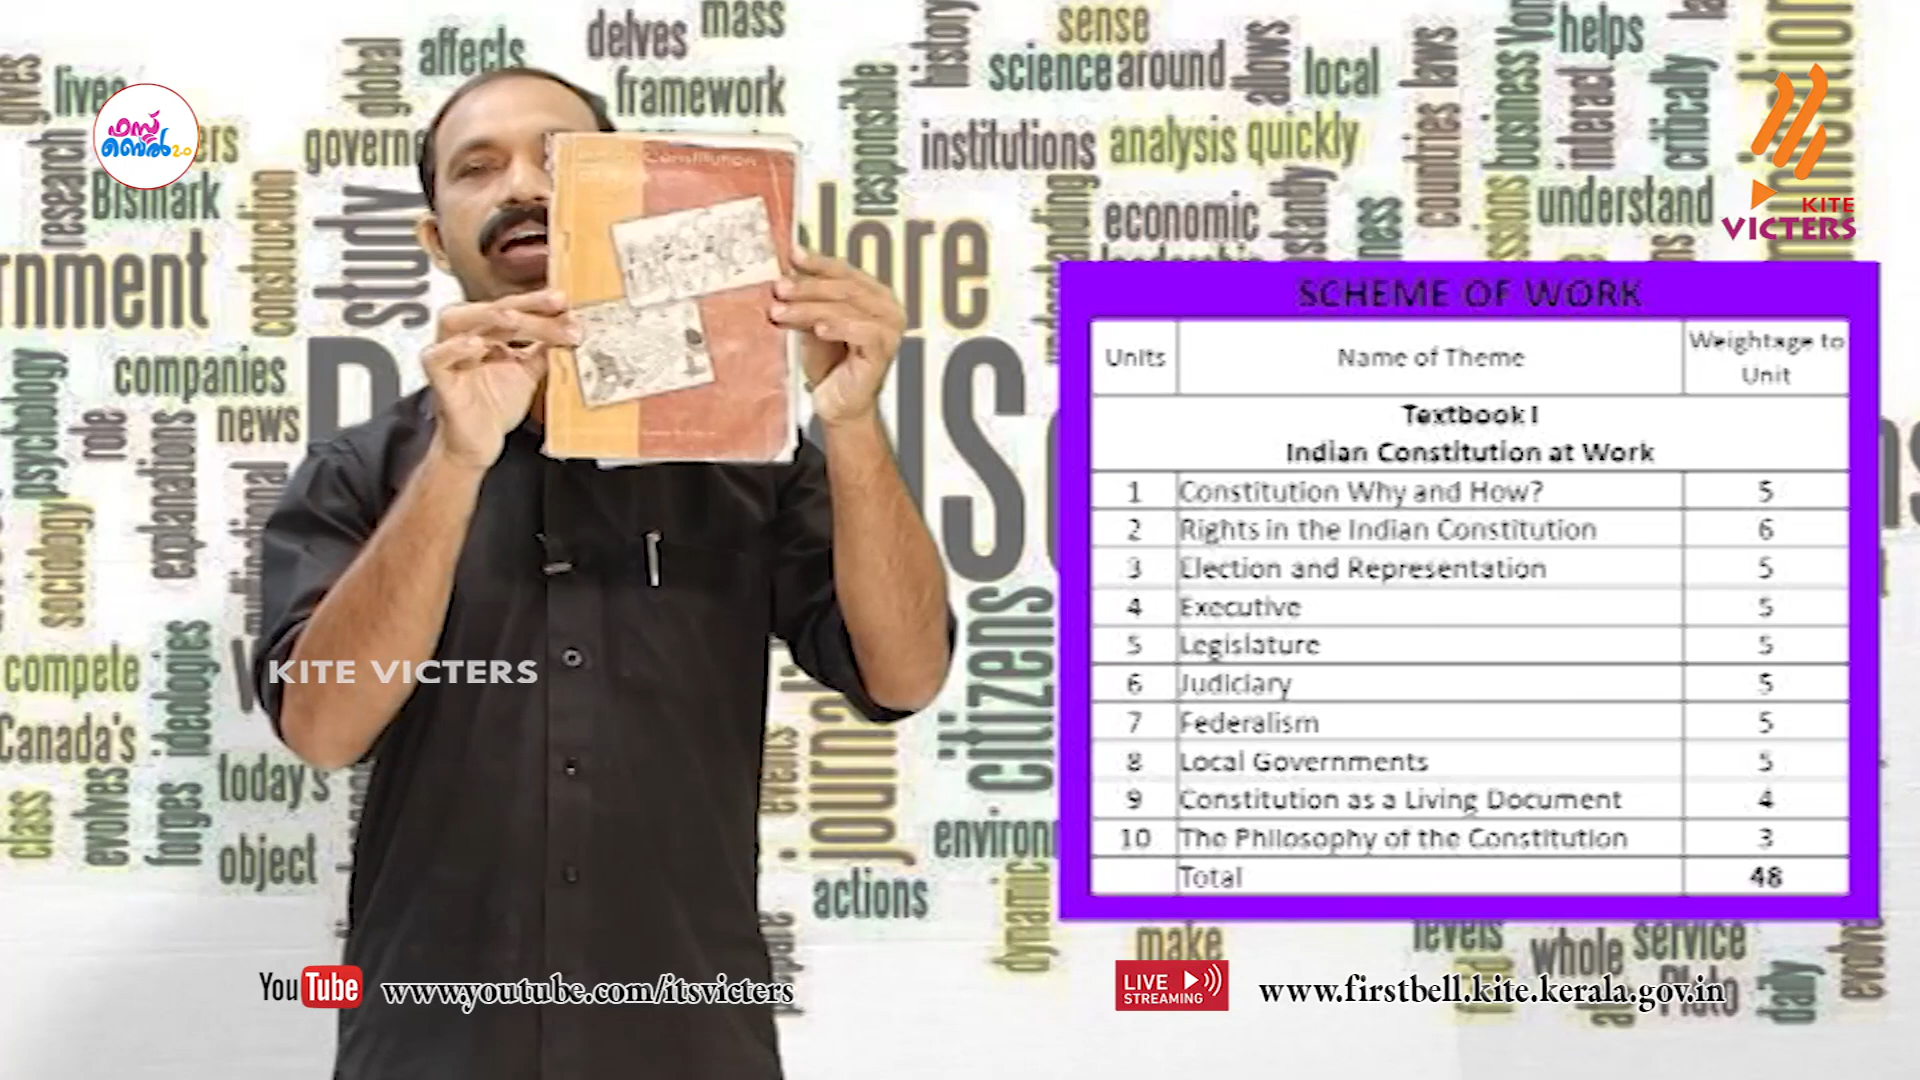 gives
lives
global
affects
delves
mass
framework
history
sense
science
around
allows
local
laws
business
helps
interact
critically
ഫസ്റ്റ്
ബെൽ 2.0
research
Bismark
construction
study
responsible
institutions
analysis
quickly
countries
understand
economic
KITE
VICTERS
Constitution
companies
news
psychology
role
explanations
sociology
ideologies
compete
Canada's
class
evolves
forges
today's
object
citizens
actions
dynamic
KITE VICTERS
SCHEME OF WORK
Units Name of Theme Weightage to Unit
Textbook I
Indian Constitution at Work
1 Constitution Why and How? 5
2 Rights in the Indian Constitution 6
3 Election and Representation 5
4 Executive 5
5 Legislature 5
6 Judiciary 5
7 Federalism 5
8 Local Governments 5
9 Constitution as a Living Document 4
10 The Philosophy of the Constitution 3
Total 48
make
levels
whole
service
Pluto
daily
You Tube www.youtube.com/itsvicters
LIVE STREAMING www.firstbell.kite.kerala.gov.in